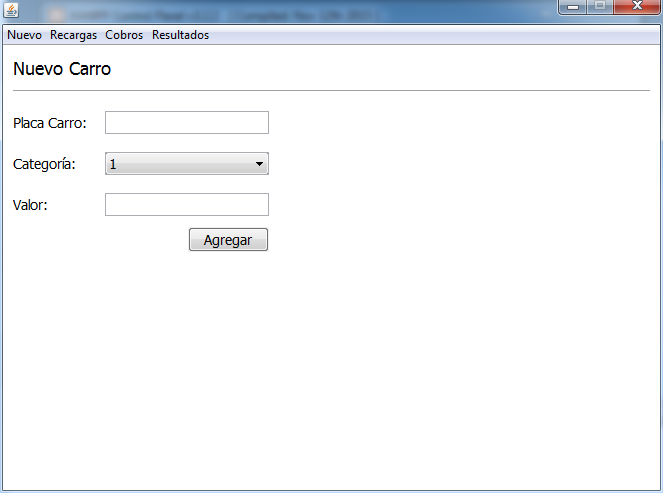 Nuevo Recargas Cobros Resultados
Nuevo Carro
Placa Carro:
Categoría: 1
Valor:
Agregar